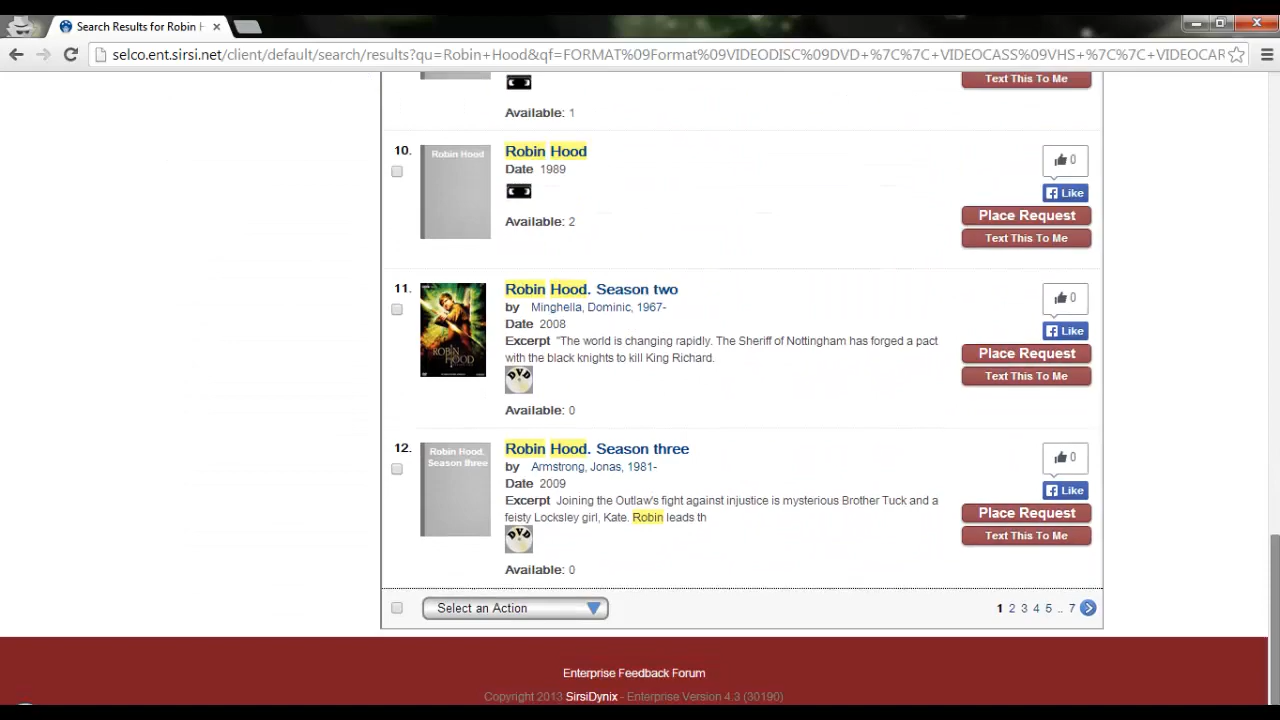 Search Results for Robin H
selco.ent.sirsi.net/client/default/search/results?qu=Robin+Hood&qf=FORMAT%09Format%09VIDEODISC%09DVD+%7C%7C+VIDEOCASS%09VHS+%7C%7C+VIDEOCAR
Text This To Me
Available: 1
10.
Robin Hood
Robin Hood
Date 1989
Available: 2
0
Like
Place Request
Text This To Me
11.
ROBIN HOOD
Robin Hood. Season two
by Minghella, Dominic, 1967-
Date 2008
Excerpt "The world is changing rapidly. The Sheriff of Nottingham has forged a pact
with the black knights to kill King Richard.
DVD
Available: 0
0
Like
Place Request
Text This To Me
12.
Robin Hood.
Season three
Robin Hood. Season three
by Armstrong, Jonas, 1981-
Date 2009
Excerpt Joining the Outlaw's fight against injustice is mysterious Brother Tuck and a
feisty Locksley girl, Kate. Robin leads th
DVD
Available: 0
0
Like
Place Request
Text This To Me
Select an Action
1 2 3 4 5 .. 7
Enterprise Feedback Forum
Copyright 2013 SirsiDynix - Enterprise Version 4.3 (30190)